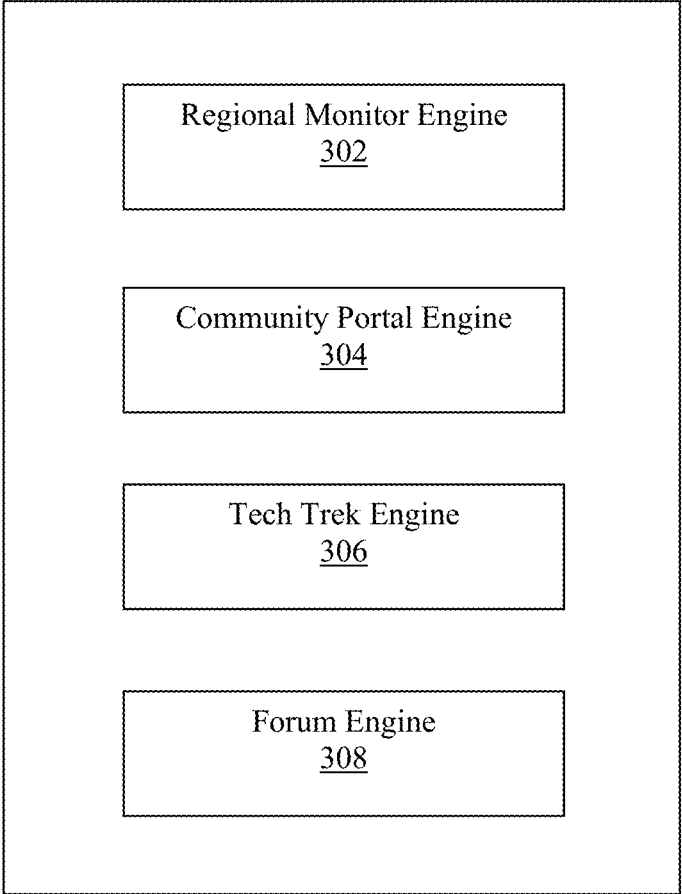 Regional Monitor Engine
302
Community Portal Engine
304
Tech Trek Engine
306
Forum Engine
308